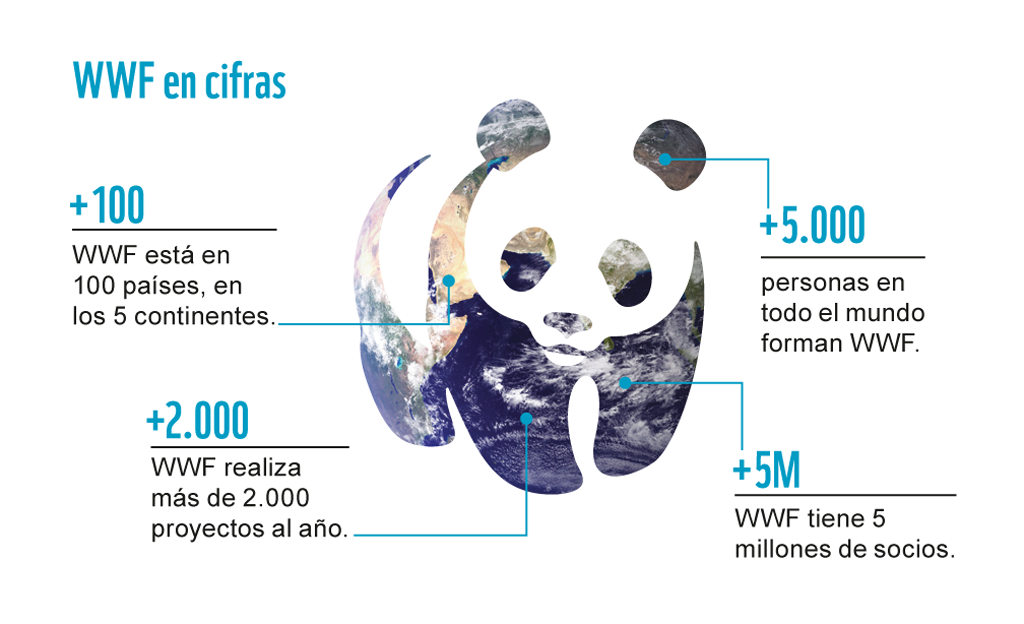 WWF en cifras
+100
WWF está en
100 países, en
los 5 continentes.
+5.000
personas en
todo el mundo
forman WWF.
+2.000
WWF realiza
más de 2.000
proyectos al año.
+5M
WWF tiene 5
millones de socios.